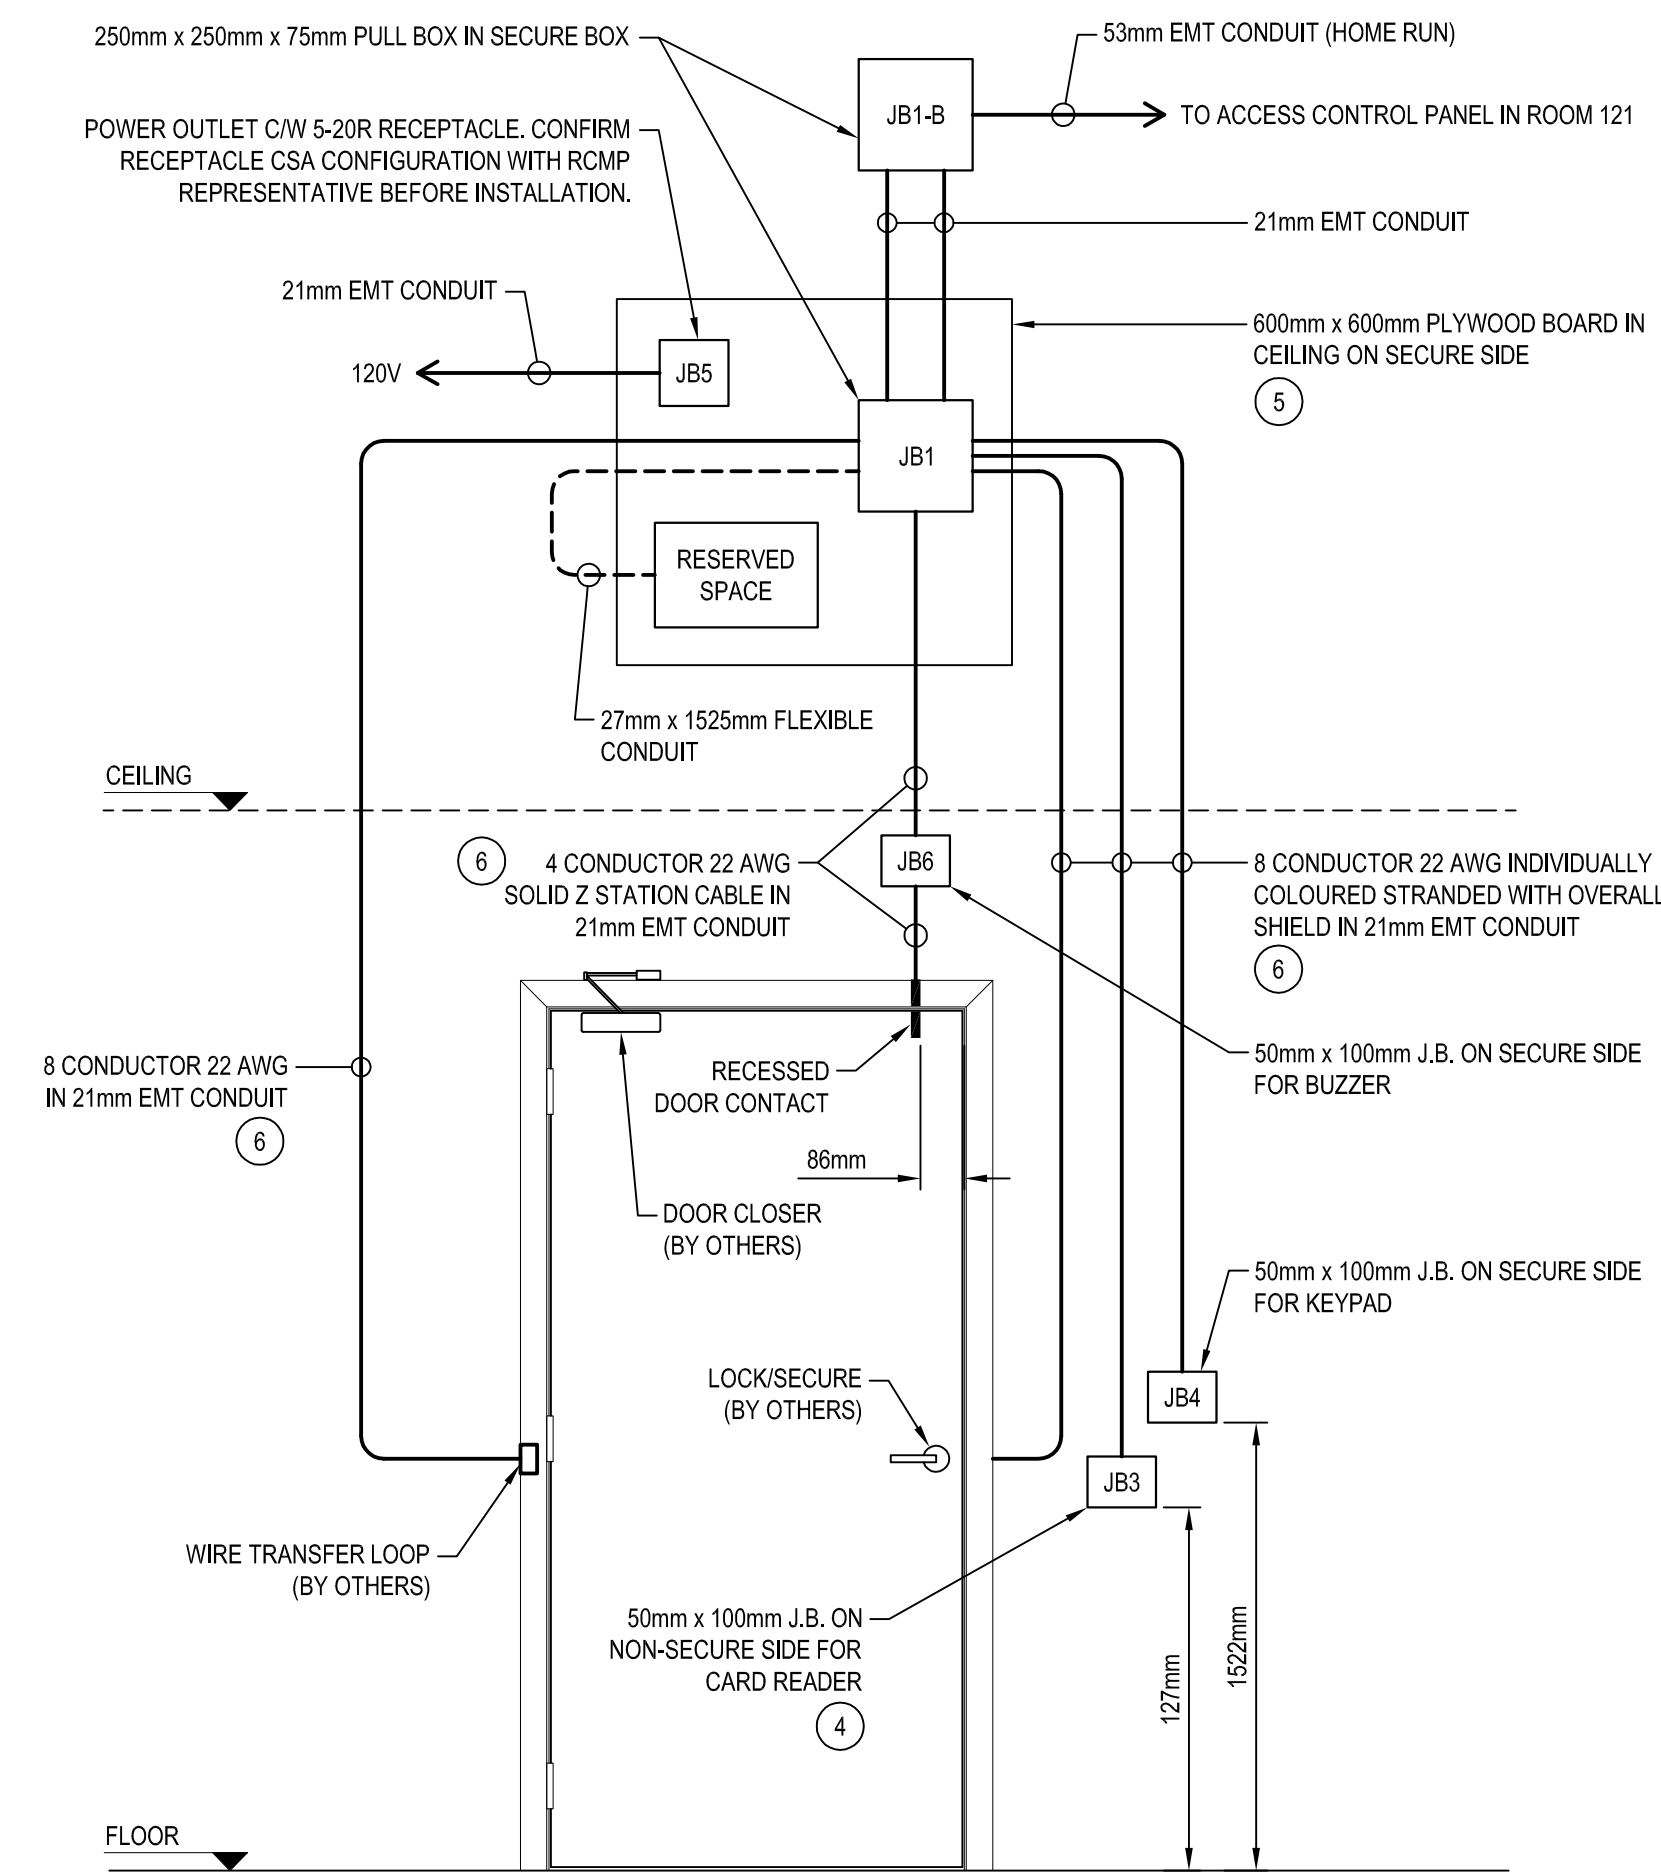 250mm x 250mm x 75mm PULL BOX IN SECURE BOX
53mm EMT CONDUIT (HOME RUN)
JB1-B
TO ACCESS CONTROL PANEL IN ROOM 121
POWER OUTLET C/W 5-20R RECEPTACLE. CONFIRM
RECEPTACLE CSA CONFIGURATION WITH RCMP
REPRESENTATIVE BEFORE INSTALLATION.
21mm EMT CONDUIT
21mm EMT CONDUIT
600mm x 600mm PLYWOOD BOARD IN
CEILING ON SECURE SIDE
5
120V
JB5
JB1
RESERVED
SPACE
27mm x 1525mm FLEXIBLE
CONDUIT
CEILING
6
4 CONDUCTOR 22 AWG
SOLID Z STATION CABLE IN
21mm EMT CONDUIT
JB6
8 CONDUCTOR 22 AWG INDIVIDUALLY
COLOURED STRANDED WITH OVERALL
SHIELD IN 21mm EMT CONDUIT
6
8 CONDUCTOR 22 AWG
IN 21mm EMT CONDUIT
6
RECESSED
DOOR CONTACT
50mm x 100mm J.B. ON SECURE SIDE
FOR BUZZER
86mm
DOOR CLOSER
(BY OTHERS)
50mm x 100mm J.B. ON SECURE SIDE
FOR KEYPAD
LOCK/SECURE
(BY OTHERS)
JB4
JB3
WIRE TRANSFER LOOP
(BY OTHERS)
50mm x 100mm J.B. ON
NON-SECURE SIDE FOR
CARD READER
4
127mm
1522mm
FLOOR